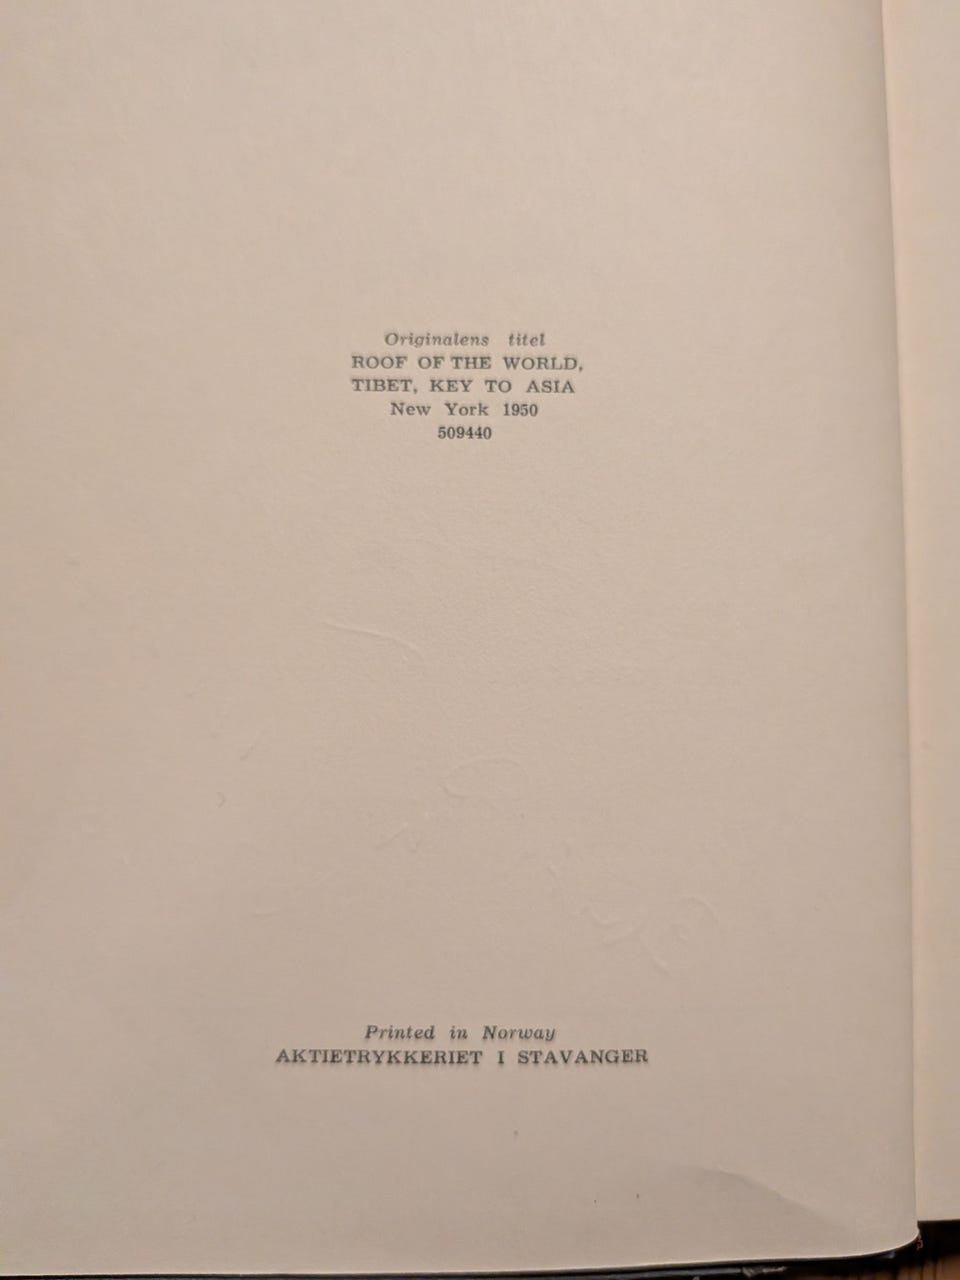 Originalens titel
ROOF OF THE WORLD,
TIBET, KEY TO ASIA
New York 1950
509440
Printed in Norway
AKTIETRYKKERIET I STAVANGER